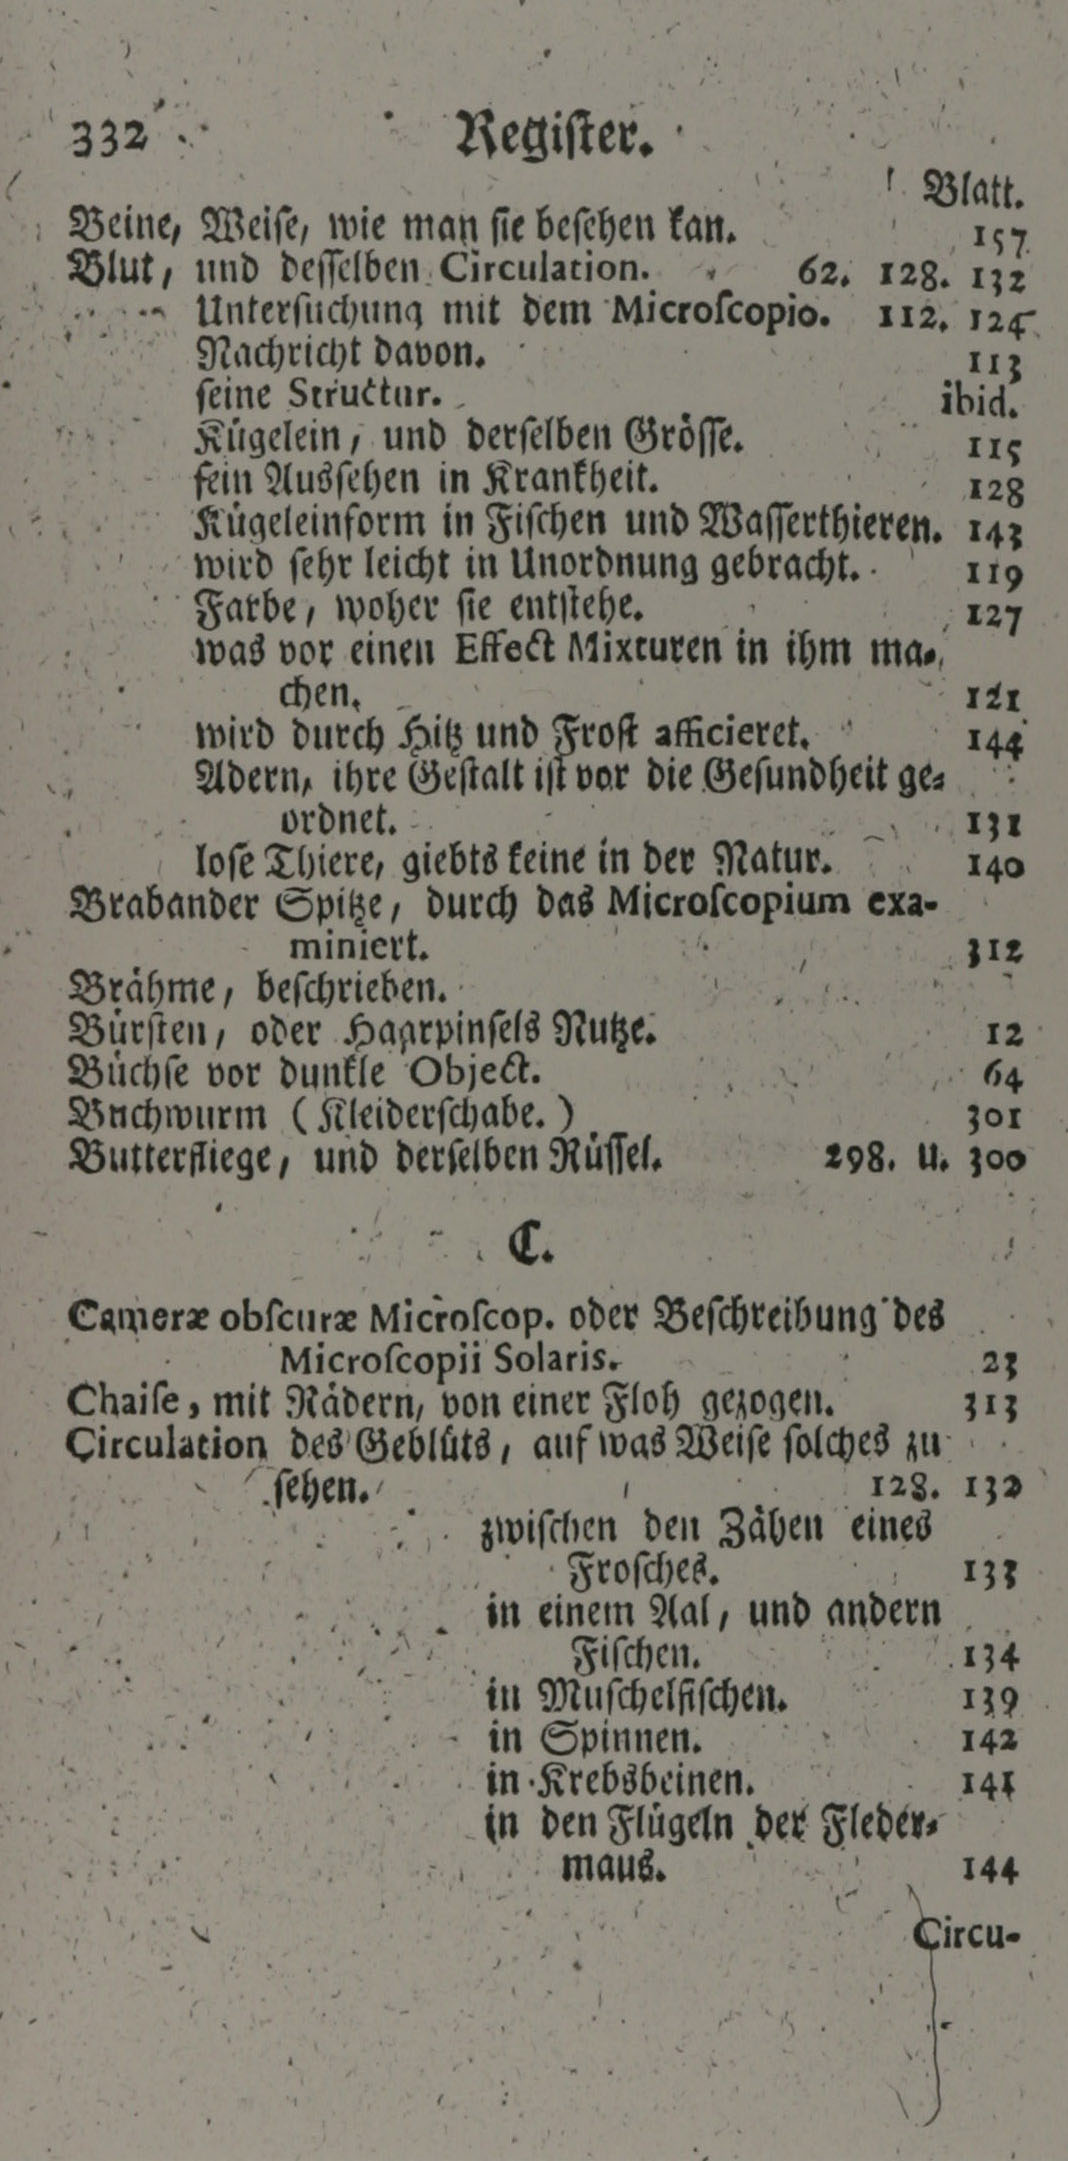 332 Register.
Blatt.
Beine, Weise, wie man sie besehen kan. 157
Blut, und desselben Circulation. 62. 128. 132
Untersuchung mit dem Microscopio. 112. 124
Nachricht davon. 113
seine Structur. ibid.
Kügelein, und derselben Grösse. 115
sein Aussehen in Krankheit. 128
Kügeleinform in Fischen und Wasserthieren. 143
wird sehr leicht in Unordnung gebracht. 119
Farbe, woher sie entstehe. 127
was vor einen Effect Mixturen in ihm ma-
chen. 121
wird durch Hitz und Frost afficieret. 144
Adern, ihre Gestalt ist vor die Gesundheit ge-
ordnet. 131
lose Thiere, giebts keine in der Natur. 140
Brabander Spitze, durch das Microscopium exa-
miniert. 312
Brähme, beschrieben.
Bürsten, oder Haarpinsels Nutze. 12
Büchse vor dunkle Object. 64
Buchwurm (Kleiderschabe.) 301
Butterfliege, und derselben Rüssel. 298. u. 300
C.
Cameræ obscuræ Microscop. oder Beschreibung des
Microscopii Solaris. 23
Chaise, mit Rädern, von einer Floh gezogen. 313
Circulation des Geblüts, auf was Weise solches zu
sehen. 128. 132
zwischen den Zähen eines
Frosches. 133
in einem Aal, und andern
Fischen. 134
in Muschelfischen. 139
in Spinnen. 142
in Krebsbeinen. 141
in den Flügeln der Fleder-
maus. 144
Circu-